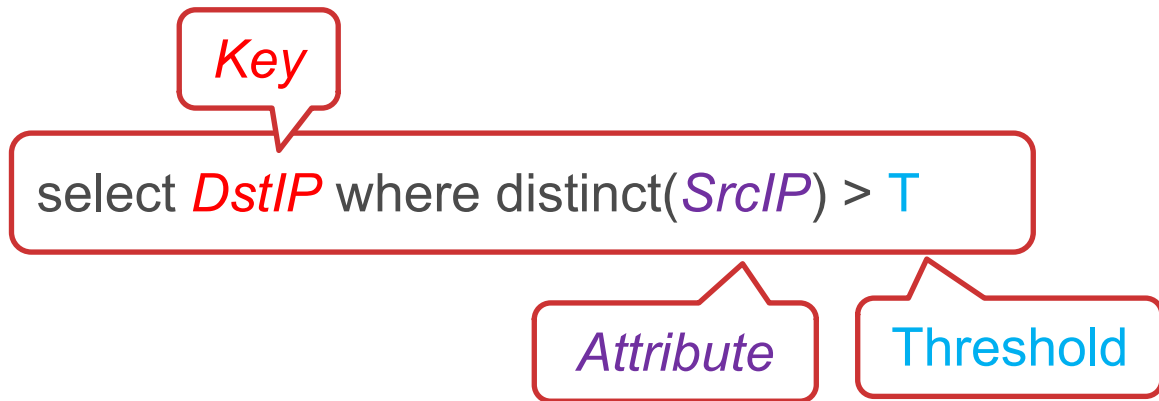 Key
select DstIP where distinct(SrcIP) > T
Attribute
Threshold